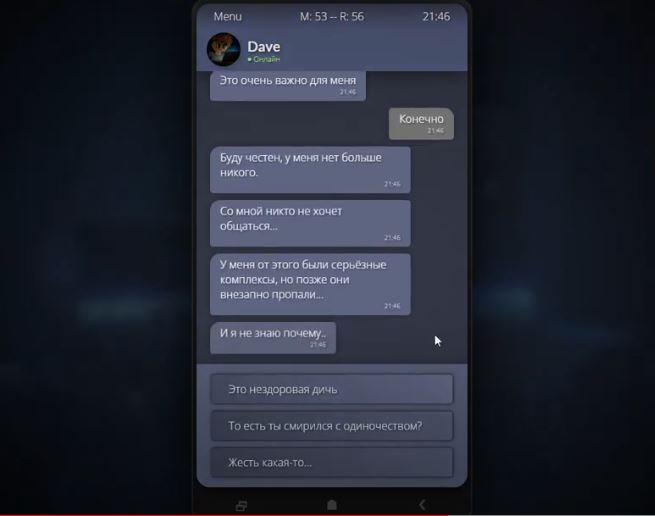 Menu M: 53 -- R: 56 21:46
Dave
Онлайн
Это очень важно для меня
21:46
Конечно
21:46
Буду честен, у меня нет больше
никого.
21:46
Со мной никто не хочет
общаться...
21:46
У меня от этого были серьёзные
комплексы, но позже они
внезапно пропали...
21:46
И я не знаю почему..
21:46
Это нездоровая дичь
То есть ты смирился с одиночеством?
Жесть какая-то...